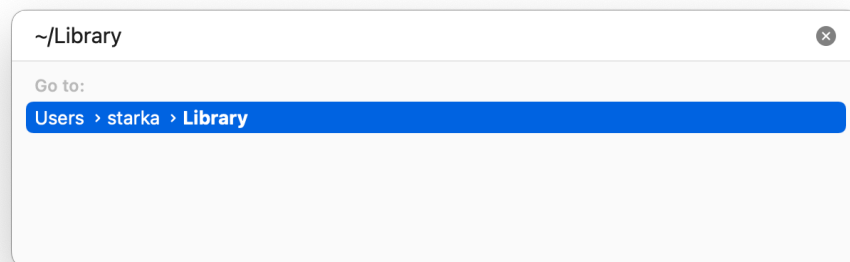 ~/Library
Go to:
Users › starka › Library